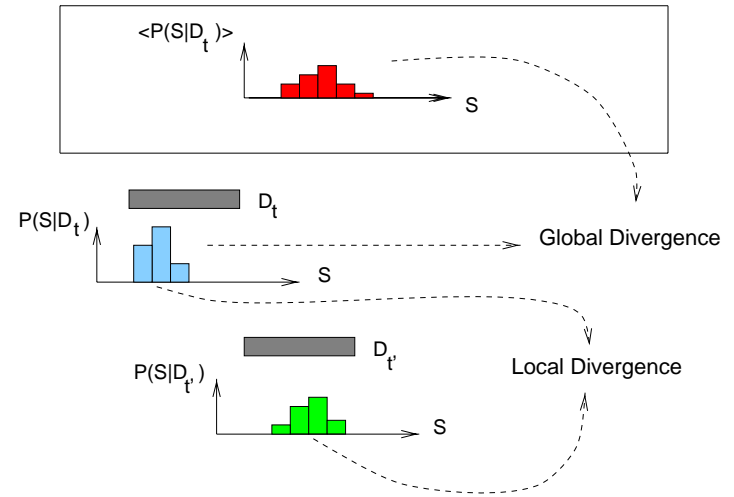 <P(S|D_t)>
S
D_t
P(S|D_t)
S
Global Divergence
D_t'
P(S|D_t')
S
Local Divergence